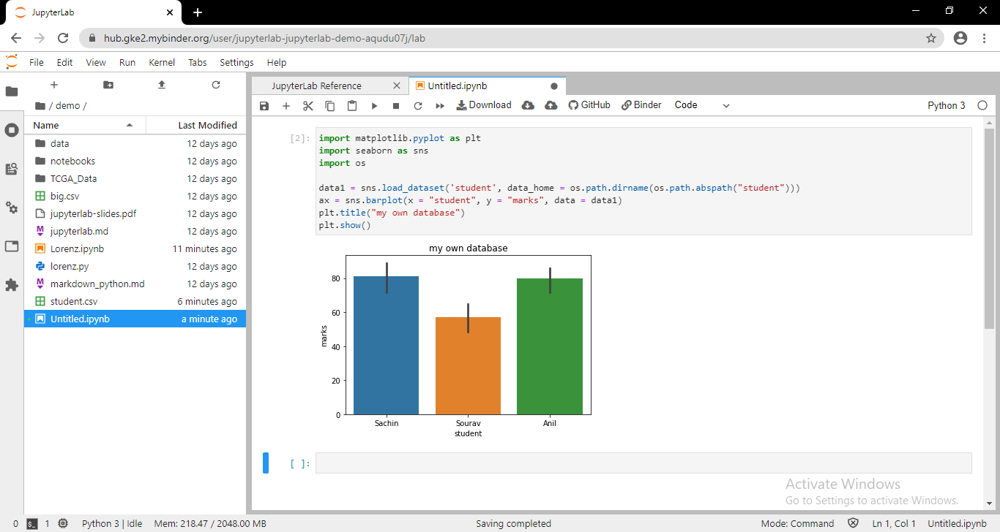 JupyterLab
hub.gke2.mybinder.org/user/jupyterlab-jupyterlab-demo-aqudu07j/lab
File Edit View Run Kernel Tabs Settings Help
/ demo /
Name Last Modified
data 12 days ago
notebooks 12 days ago
TCGA_Data 12 days ago
big.csv 12 days ago
jupyterlab-slides.pdf 12 days ago
jupyterlab.md 12 days ago
Lorenz.ipynb 11 minutes ago
lorenz.py 12 days ago
markdown_python.md 12 days ago
student.csv 6 minutes ago
Untitled.ipynb a minute ago
JupyterLab Reference Untitled.ipynb
Download GitHub Binder Code Python 3
[2]: import matplotlib.pyplot as plt
import seaborn as sns
import os
data1 = sns.load_dataset('student', data_home = os.path.dirname(os.path.abspath("student")))
ax = sns.barplot(x = "student", y = "marks", data = data1)
plt.title("my own database")
plt.show()
my own database
80
60
40
20
0
marks
Sachin Sourav Anil
student
[ ]:
Activate Windows
Go to Settings to activate Windows.
0 $_ 1 Python 3 | Idle Mem: 218.47 / 2048.00 MB Saving completed Mode: Command Ln 1, Col 1 Untitled.ipynb